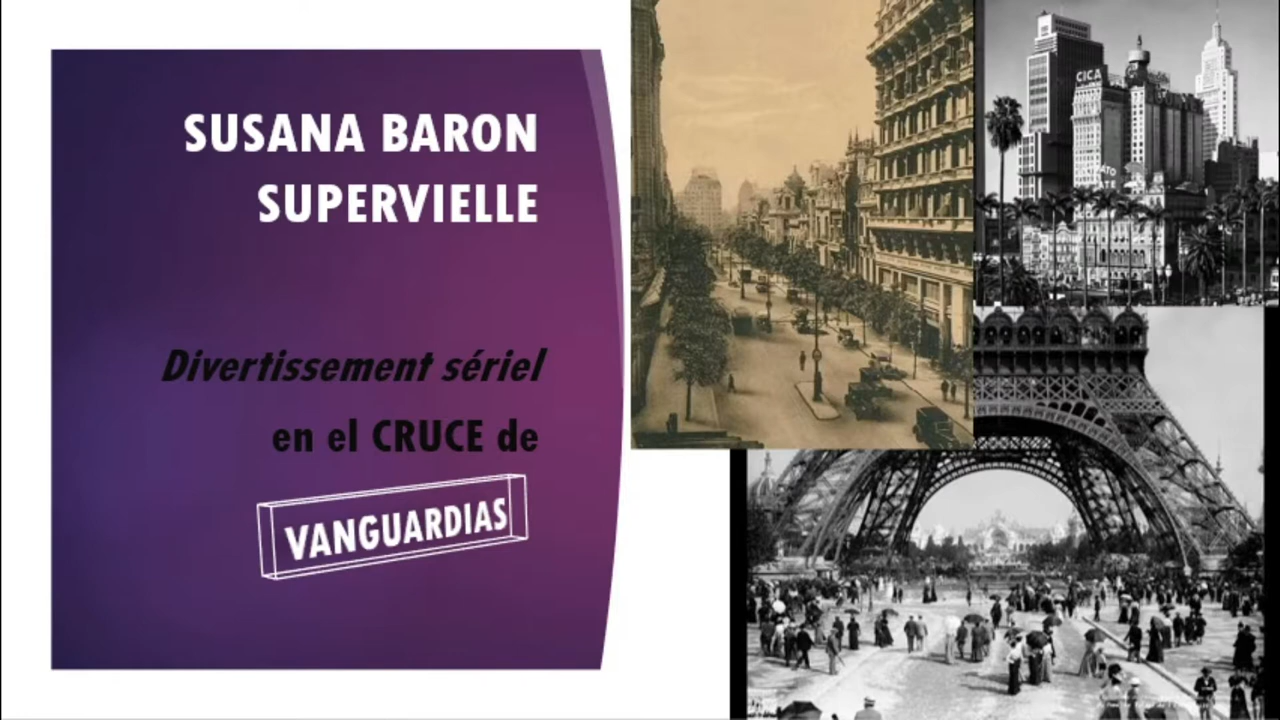 SUSANA BARON
SUPERVIELLE
Divertissement sériel
en el CRUCE de
VANGUARDIAS
CICA